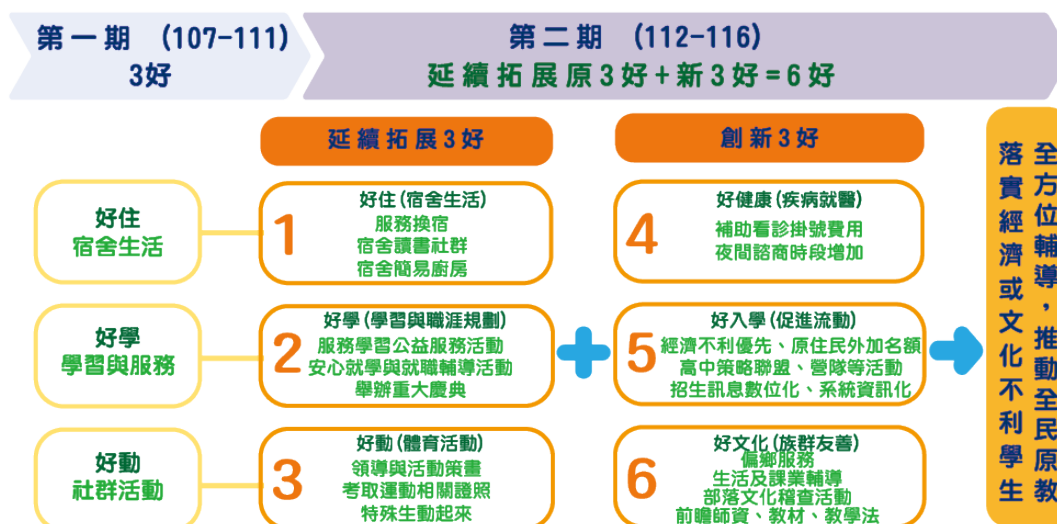 第一期 (107-111)
3好
第二期 (112-116)
延續拓展原3好+新3好=6好
延續拓展3好
創新3好
好住
宿舍生活
1
好住(宿舍生活)
服務換宿
宿舍讀書社群
宿舍簡易廚房
4
好健康(疾病就醫)
補助看診掛號費用
夜間諮商時段增加
好學
學習與服務
2
好學(學習與職涯規劃)
服務學習公益服務活動
安心就學與就職輔導活動
舉辦重大慶典
5
好入學(促進流動)
經濟不利優先、原住民外加名額
高中策略聯盟、營隊等活動
招生訊息數位化、系統資訊化
好動
社群活動
3
好動(體育活動)
領導與活動策畫
考取運動相關證照
特殊生動起來
6
好文化(族群友善)
偏鄉服務
生活及課業輔導
部落文化稽查活動
前瞻師資、教材、教學法
全方位輔導，推動全民原教
落實經濟或文化不利學生